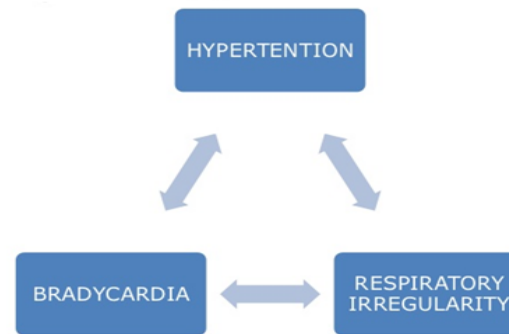 HYPERTENTION
BRADYCARDIA
RESPIRATORY
IRREGULARITY